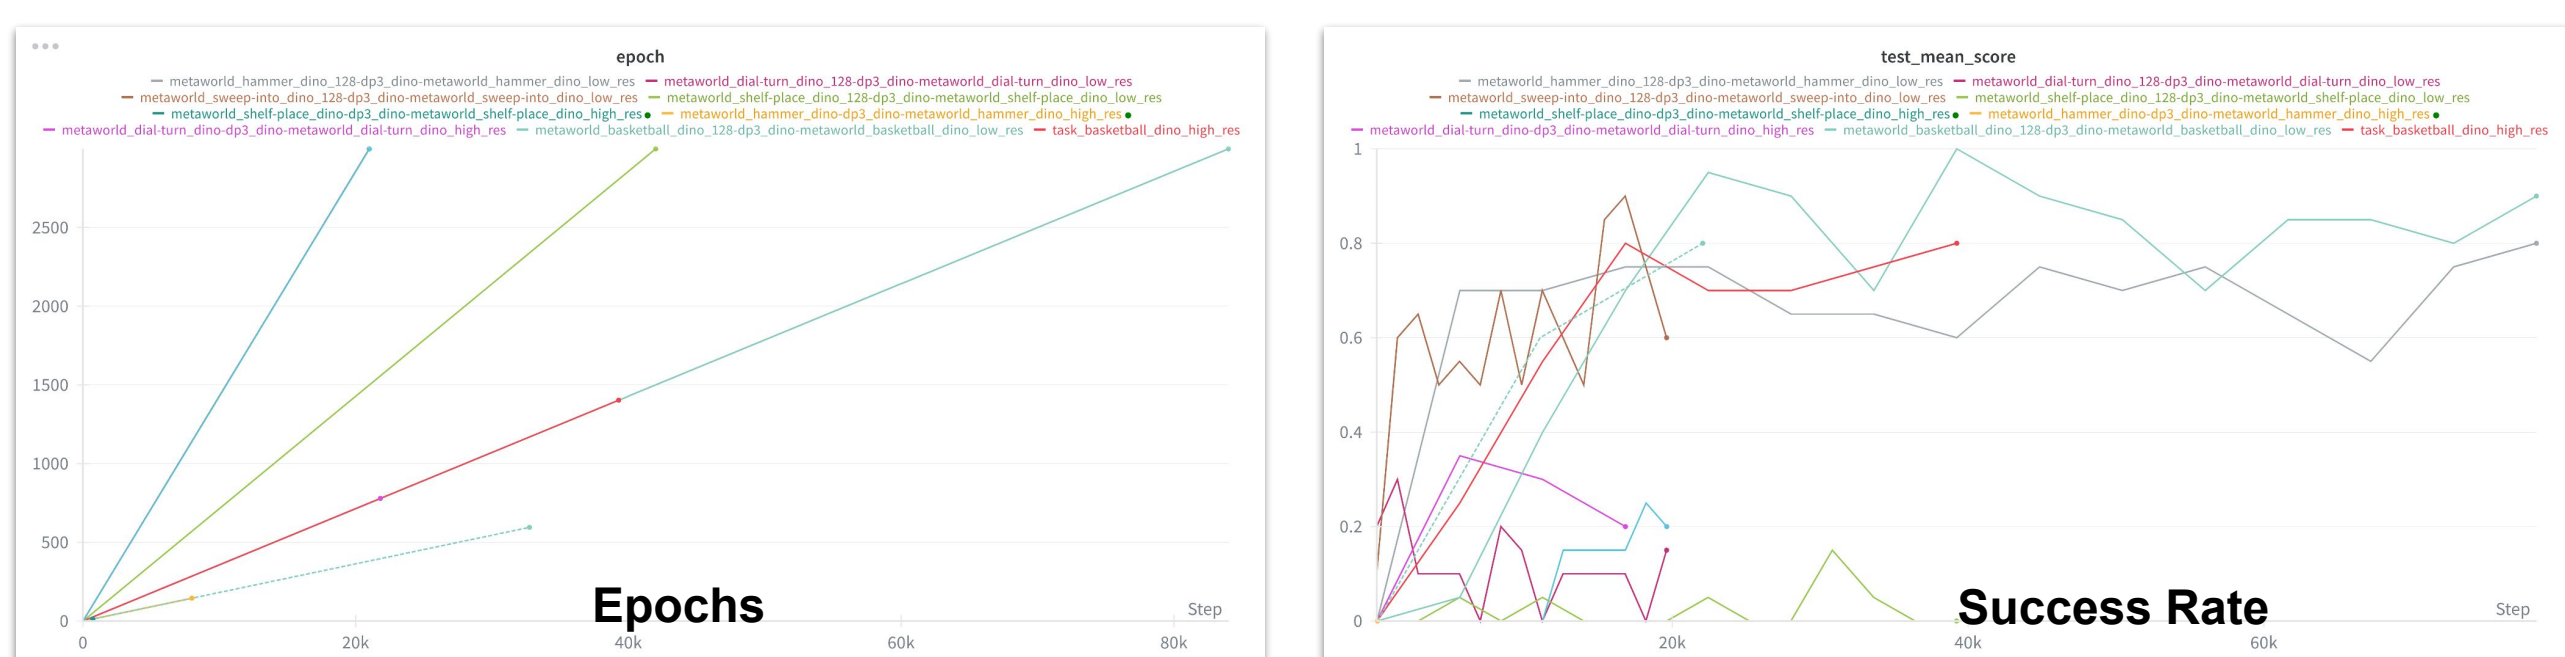 epoch
metaworld_hammer_dino_128-dp3_dino-metaworld_hammer_dino_low_res metaworld_dial-turn_dino_128-dp3_dino-metaworld_dial-turn_dino_low_res
metaworld_sweep-into_dino_128-dp3_dino-metaworld_sweep-into_dino_low_res metaworld_shelf-place_dino_128-dp3_dino-metaworld_shelf-place_dino_low_res
metaworld_shelf-place_dino-dp3_dino-metaworld_shelf-place_dino_high_res metaworld_hammer_dino-dp3_dino-metaworld_hammer_dino_high_res
metaworld_dial-turn_dino-dp3_dino-metaworld_dial-turn_dino_high_res metaworld_basketball_dino_128-dp3_dino-metaworld_basketball_dino_low_res task_basketball_dino_high_res
2500
2000
1500
1000
500
0
Step
0 20k 40k 60k 80k
Epochs
test_mean_score
metaworld_hammer_dino_128-dp3_dino-metaworld_hammer_dino_low_res metaworld_dial-turn_dino_128-dp3_dino-metaworld_dial-turn_dino_low_res
metaworld_sweep-into_dino_128-dp3_dino-metaworld_sweep-into_dino_low_res metaworld_shelf-place_dino_128-dp3_dino-metaworld_shelf-place_dino_low_res
metaworld_shelf-place_dino-dp3_dino-metaworld_shelf-place_dino_high_res metaworld_hammer_dino-dp3_dino-metaworld_hammer_dino_high_res
metaworld_dial-turn_dino-dp3_dino-metaworld_dial-turn_dino_high_res metaworld_basketball_dino_128-dp3_dino-metaworld_basketball_dino_low_res task_basketball_dino_high_res
1
0.8
0.6
0.4
0.2
0
Step
20k 40k 60k
Success Rate